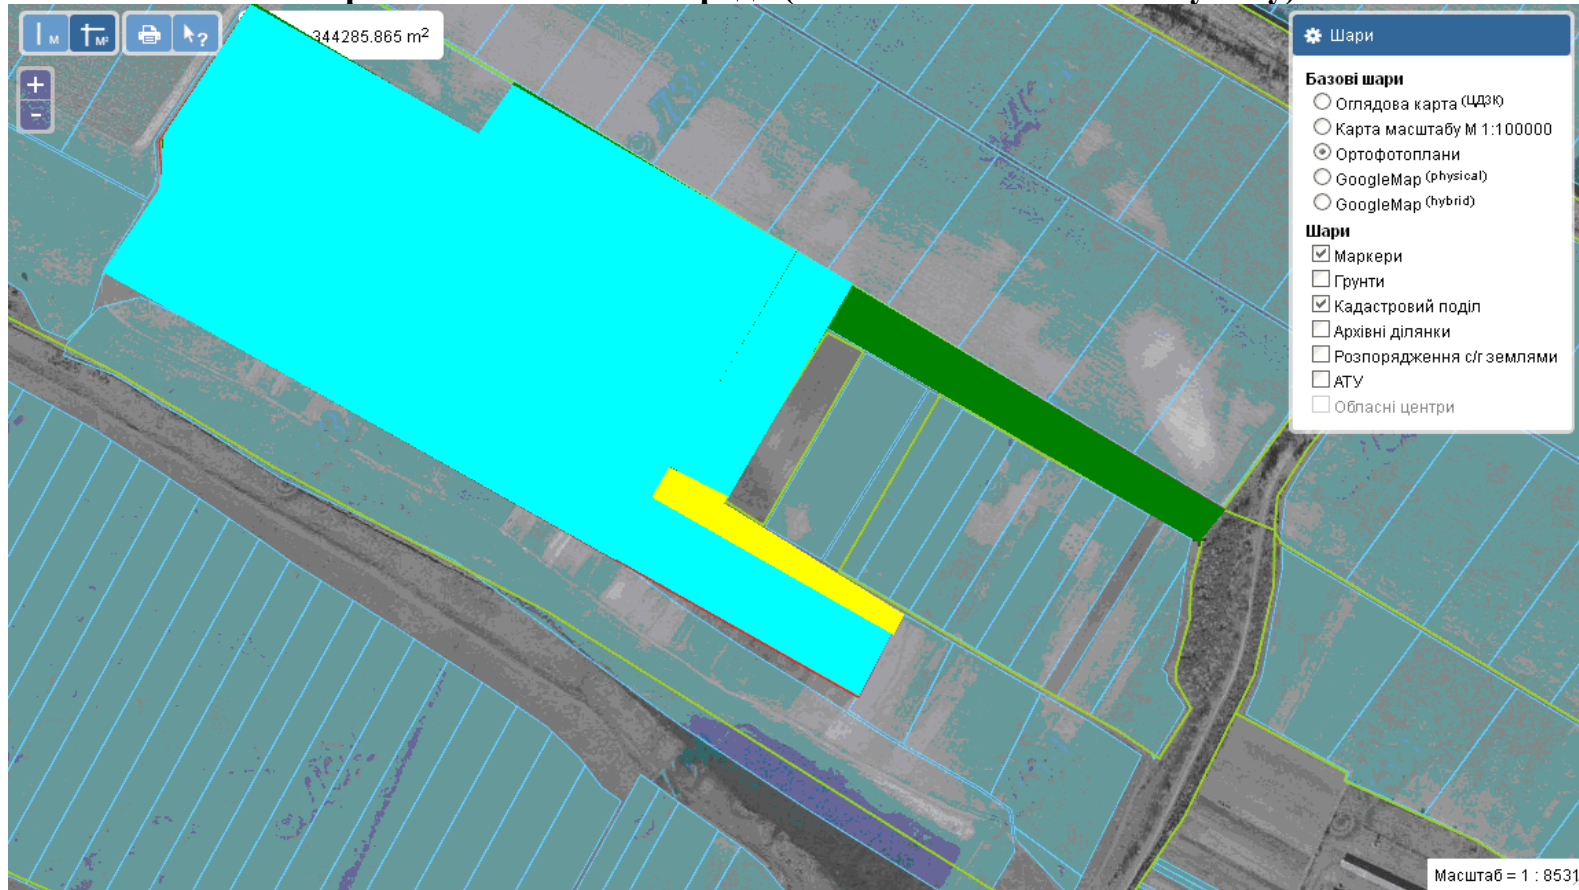 м
м²
?
344285.865 m²
+
-
Шари
Базові шари
Оглядова карта (ЦДЗК)
Карта масштабу М 1:100000
Ортофотоплани
GoogleMap (physical)
GoogleMap (hybrid)
Шари
Маркери
Грунти
Кадастровий поділ
Архівні ділянки
Розпорядження с/г землями
АТУ
Обласні центри
Масштаб = 1 : 8531